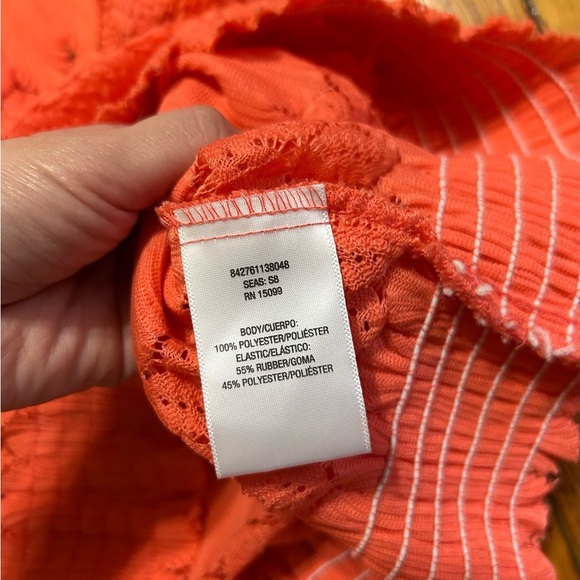 842761138048
SEAS: S8
RN 15099
BODY/CUERPO:
100% POLYESTER/POLIÉSTER
ELASTIC/ELÁSTICO:
55% RUBBER/GOMA
45% POLYESTER/POLIÉSTER